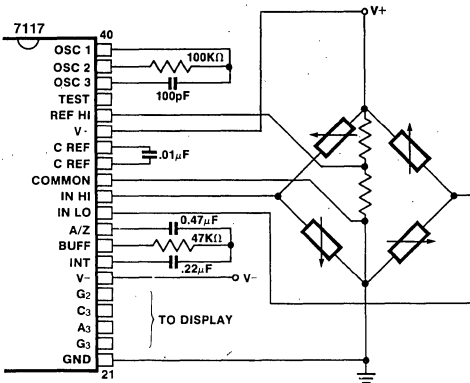 7117
40
V+
OSC 1
OSC 2
100KΩ
OSC 3
100pF
TEST
REF HI
V-
C REF
.01μF
C REF
COMMON
IN HI
IN LO
A/Z
0.47μF
BUFF
47KΩ
INT
.22μF
V-
V-
G2
C3
TO DISPLAY
A3
G3
GND
21